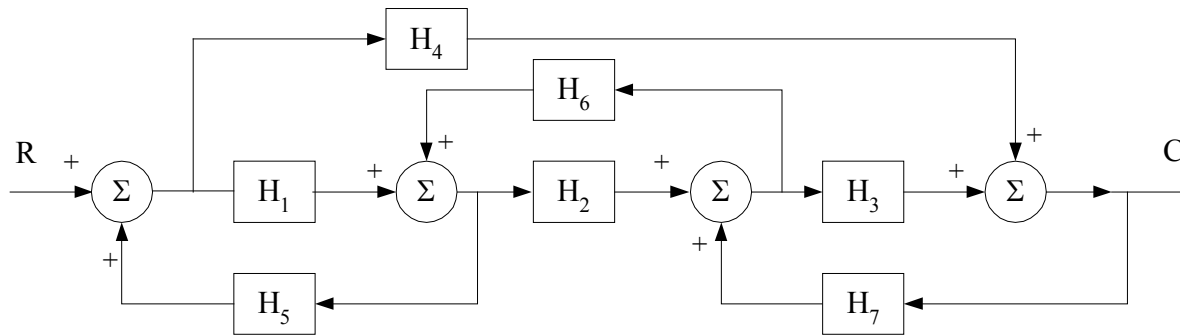 H₄
H₆
R + Σ H₁ + Σ + H₂ + Σ H₃ + Σ + C
+ H₅ + H₇